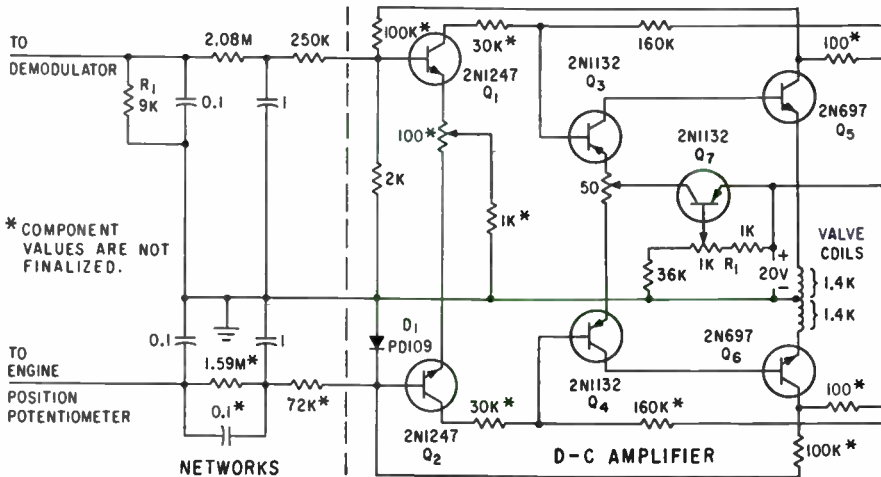 TO
DEMODULATOR
R1
9K
0.1
2.08M
1
250K
100K*
30K*
2N1247
Q1
100*
2K
1K*
160K
2N1132
Q3
50
2N1132
Q7
100*
2N697
Q5
1K
1K R1
36K
+
20V
−
VALVE
COILS
1.4K
1.4K
* COMPONENT
VALUES ARE NOT
FINALIZED.
TO
ENGINE
POSITION
POTENTIOMETER
0.1
1.59M*
0.1*
1
72K*
D1
PD109
2N1247
Q2
30K*
2N1132
Q4
160K*
2N697
Q6
100*
100K*
NETWORKS
D-C AMPLIFIER